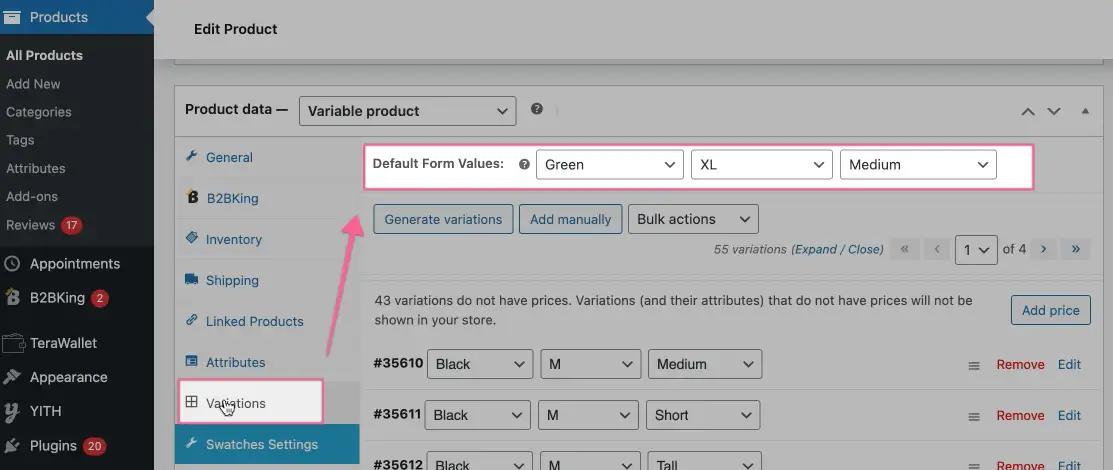 Products
Edit Product
All Products
Add New
Categories
Tags
Attributes
Add-ons
Reviews 17
Appointments
B2BKing 2
TeraWallet
Appearance
YITH
Plugins 20
Product data — Variable product ?
General
B2BKing
Inventory
Shipping
Linked Products
Attributes
Variations
Swatches Settings
Default Form Values: ? Green XL Medium
Generate variations Add manually Bulk actions
55 variations (Expand / Close) « ‹ 1 of 4 › »
43 variations do not have prices. Variations (and their attributes) that do not have prices will not
be shown in your store.
Add price
#35610 Black M Medium Remove Edit
#35611 Black M Short Remove Edit
#35612 Black M Tall Remove Edit